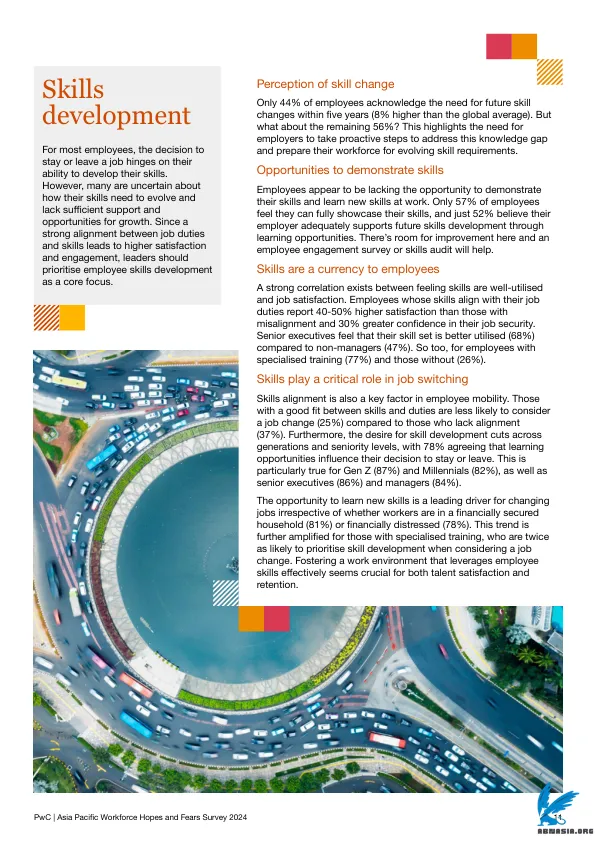 Skills
development
For most employees, the decision to
stay or leave a job hinges on their
ability to develop their skills.
However, many are uncertain about
how their skills need to evolve and
lack sufficient support and
opportunities for growth. Since a
strong alignment between job duties
and skills leads to higher satisfaction
and engagement, leaders should
prioritise employee skills development
as a core focus.
Perception of skill change
Only 44% of employees acknowledge the need for future skill
changes within five years (8% higher than the global average). But
what about the remaining 56%? This highlights the need for
employers to take proactive steps to address this knowledge gap
and prepare their workforce for evolving skill requirements.
Opportunities to demonstrate skills
Employees appear to be lacking the opportunity to demonstrate
their skills and learn new skills at work. Only 57% of employees
feel they can fully showcase their skills, and just 52% believe their
employer adequately supports future skills development through
learning opportunities. There's room for improvement here and an
employee engagement survey or skills audit will help.
Skills are a currency to employees
A strong correlation exists between feeling skills are well-utilised
and job satisfaction. Employees whose skills align with their job
duties report 40-50% higher satisfaction than those with
misalignment and 30% greater confidence in their job security.
Senior executives feel that their skill set is better utilised (68%)
compared to non-managers (47%). So too, for employees with
specialised training (77%) and those without (26%).
Skills play a critical role in job switching
Skills alignment is also a key factor in employee mobility. Those
with a good fit between skills and duties are less likely to consider
a job change (25%) compared to those who lack alignment
(37%). Furthermore, the desire for skill development cuts across
generations and seniority levels, with 78% agreeing that learning
opportunities influence their decision to stay or leave. This is
particularly true for Gen Z (87%) and Millennials (82%), as well as
senior executives (86%) and managers (84%).
The opportunity to learn new skills is a leading driver for changing
jobs irrespective of whether workers are in a financially secured
household (81%) or financially distressed (78%). This trend is
further amplified for those with specialised training, who are twice
as likely to prioritise skill development when considering a job
change. Fostering a work environment that leverages employee
skills effectively seems crucial for both talent satisfaction and
retention.
PwC | Asia Pacific Workforce Hopes and Fears Survey 2024
11
ABMASIA.ORG